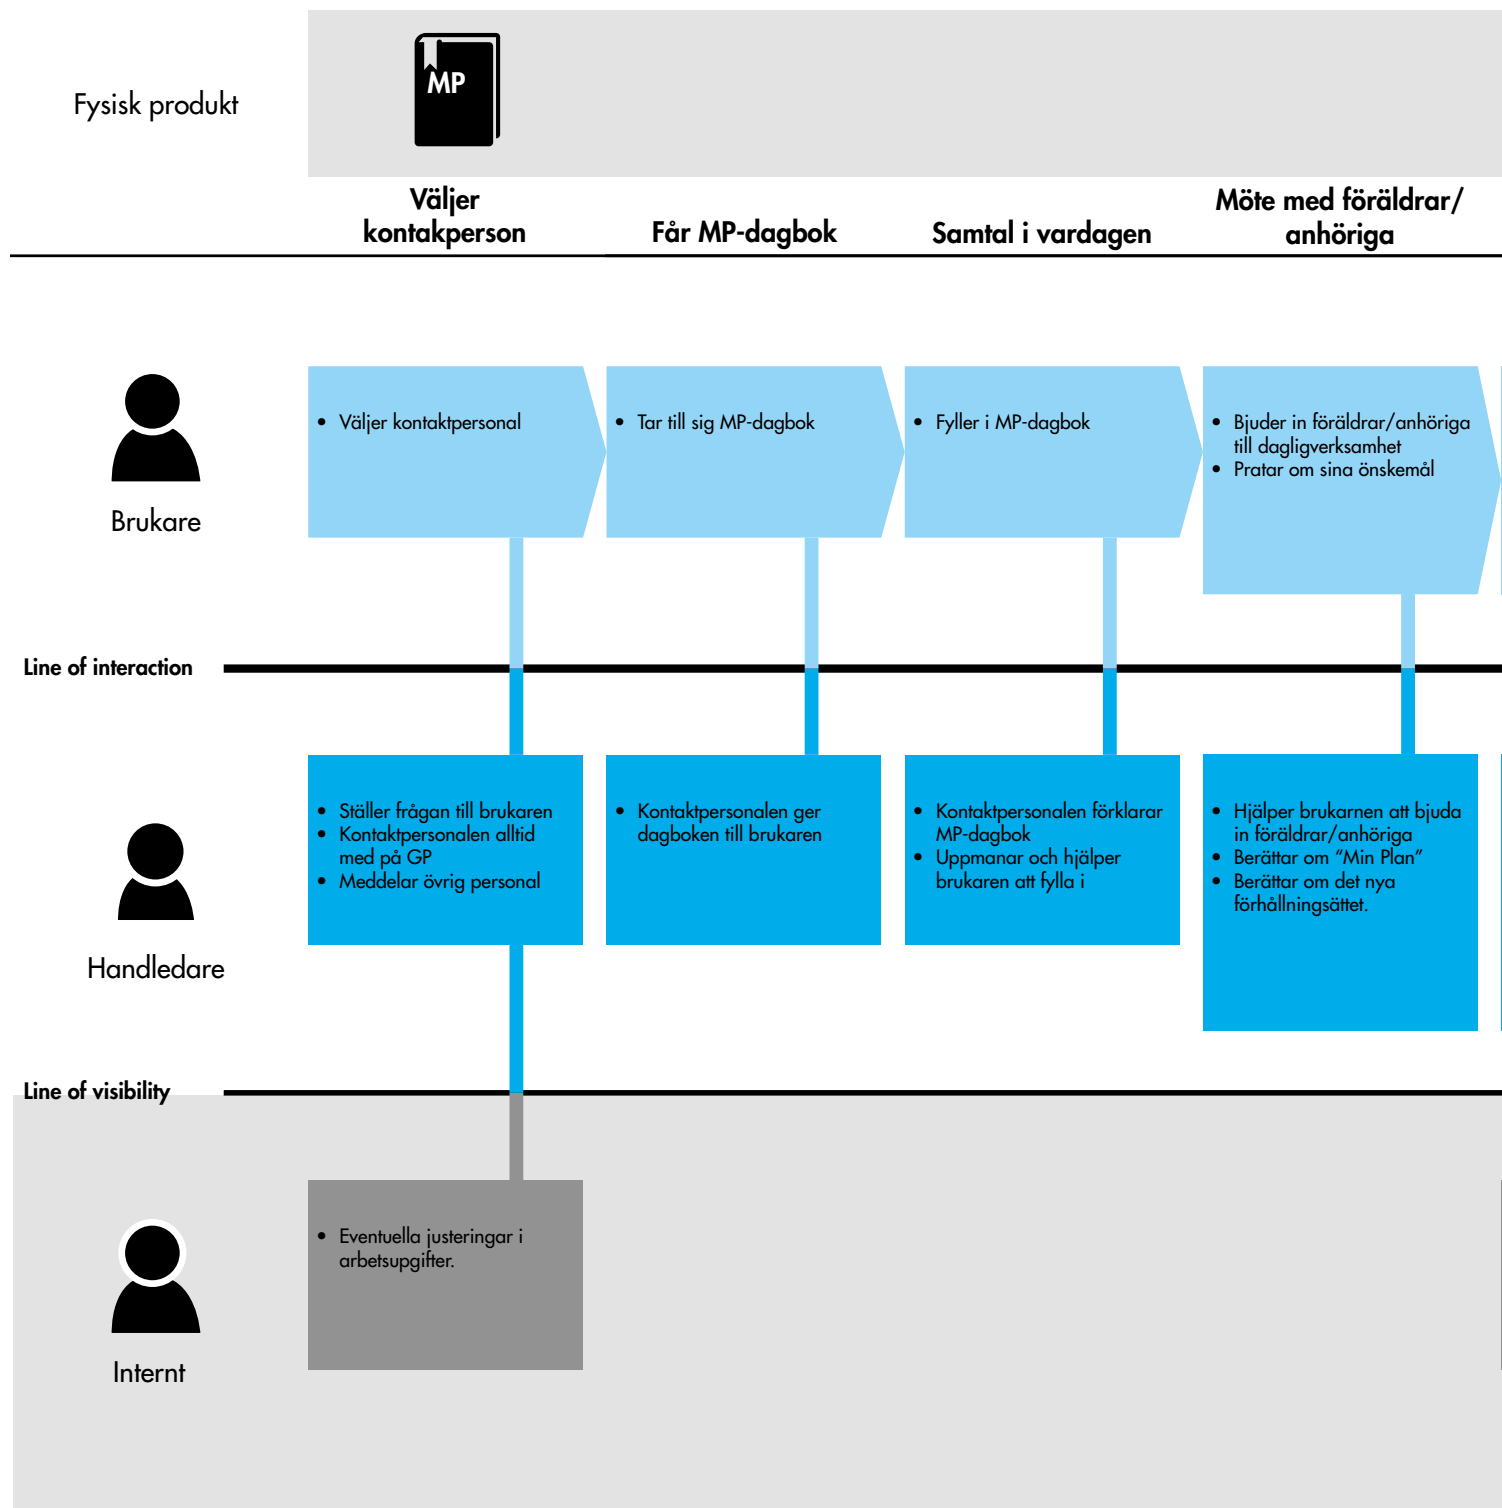 Fysisk produkt
MP
Väljer
kontakperson
Får MP-dagbok
Samtal i vardagen
Möte med föräldrar/
anhöriga
Brukare
• Väljer kontaktpersonal
• Tar till sig MP-dagbok
• Fyller i MP-dagbok
• Bjuder in föräldrar/anhöriga
till dagligverksamhet
• Pratar om sina önskemål
Line of interaction
Handledare
• Ställer frågan till brukaren
• Kontaktpersonalen alltid
med på GP
• Meddelar övrig personal
• Kontaktpersonalen ger
dagboken till brukaren
• Kontaktpersonalen förklarar
MP-dagbok
• Uppmanar och hjälper
brukaren att fylla i
• Hjälper brukarnen att bjuda
in föräldrar/anhöriga
• Berättar om “Min Plan”
• Berättar om det nya
förhållningsättet.
Line of visibility
Internt
• Eventuella justeringar i
arbetsupgifter.